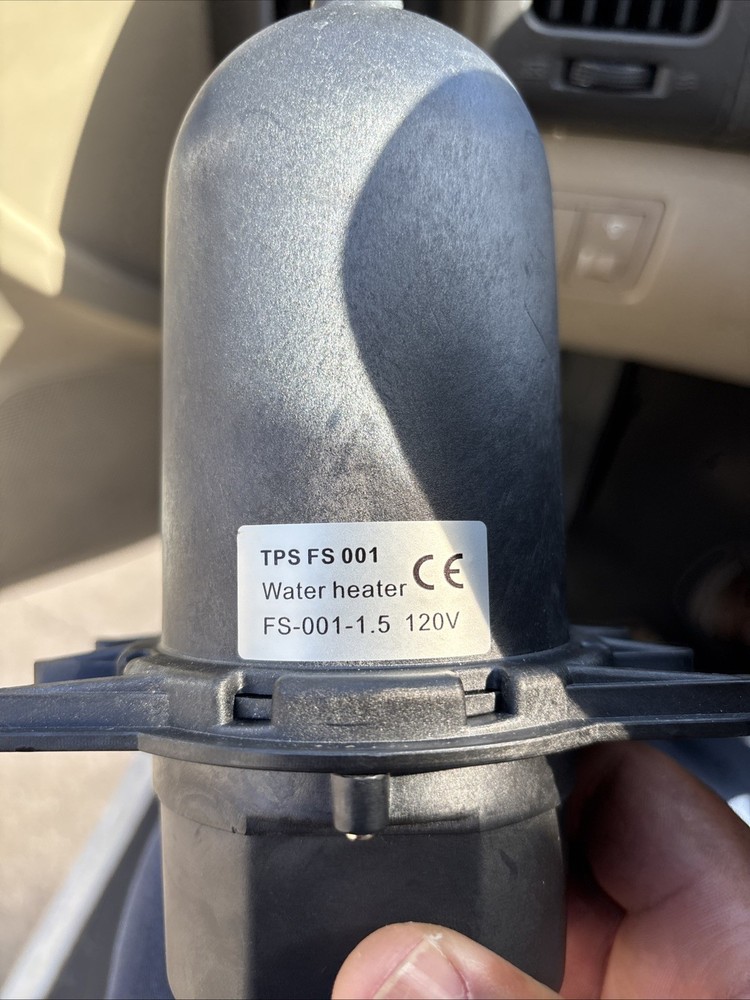 TPS FS 001 CE
Water heater
FS-001-1.5 120V